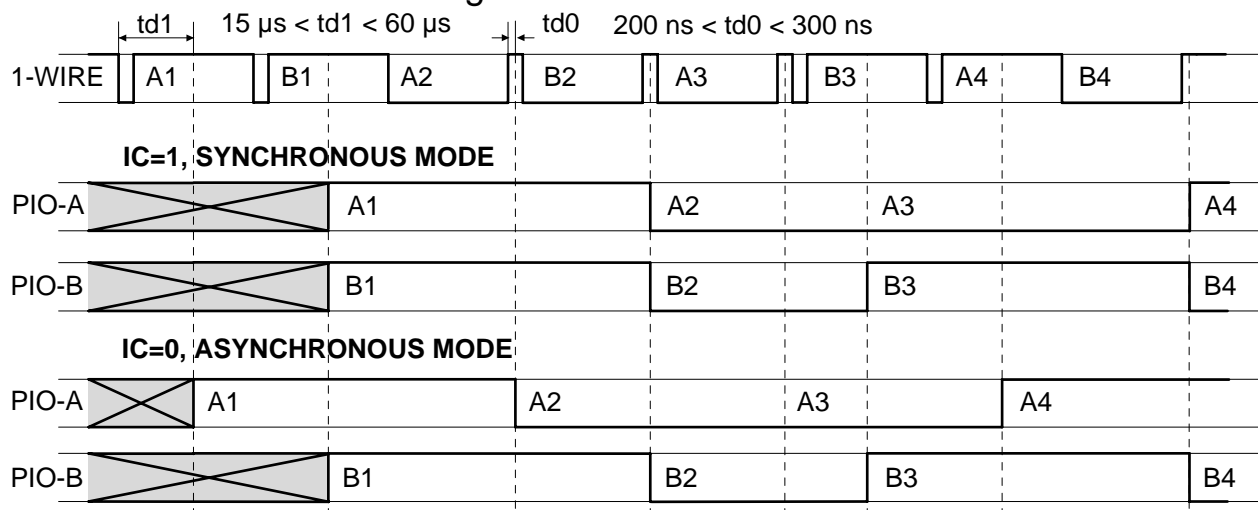 td1 15 µs < td1 < 60 µs td0 200 ns < td0 < 300 ns
1-WIRE A1 B1 A2 B2 A3 B3 A4 B4
IC=1, SYNCHRONOUS MODE
PIO-A A1 A2 A3 A4
PIO-B B1 B2 B3 B4
IC=0, ASYNCHRONOUS MODE
PIO-A A1 A2 A3 A4
PIO-B B1 B2 B3 B4